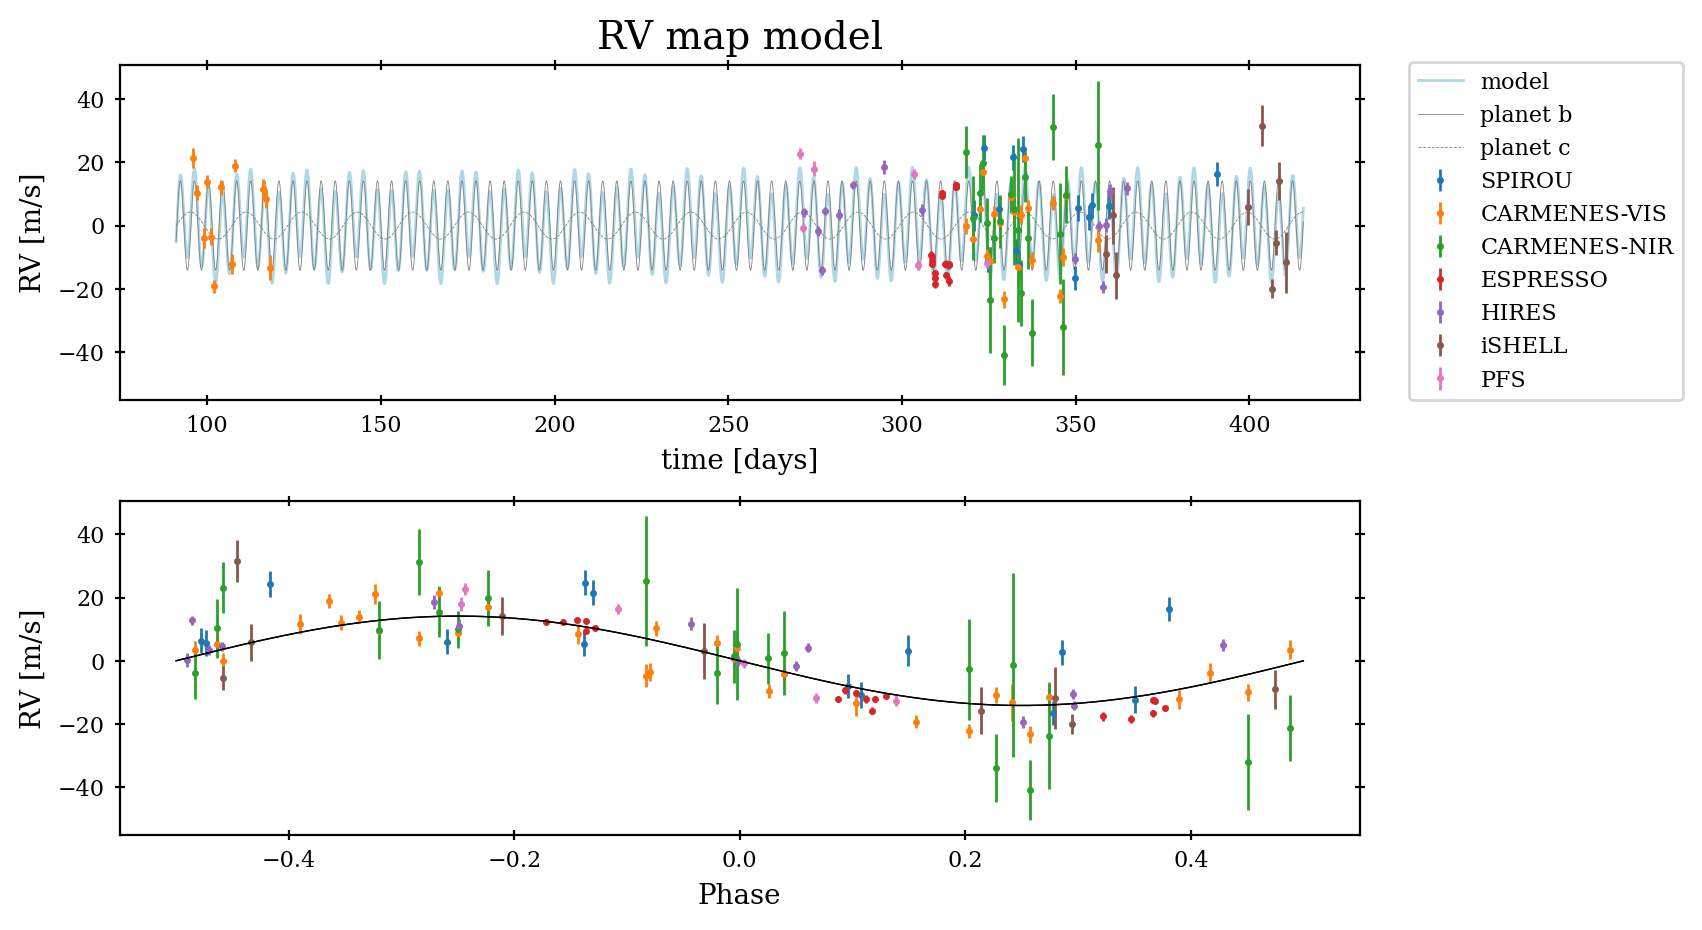 RV map model
RV [m/s]
40
20
0
−20
−40
100
150
200
250
300
350
400
time [days]
model
planet b
planet c
SPIROU
CARMENES-VIS
CARMENES-NIR
ESPRESSO
HIRES
iSHELL
PFS
RV [m/s]
40
20
0
−20
−40
−0.4
−0.2
0.0
0.2
0.4
Phase